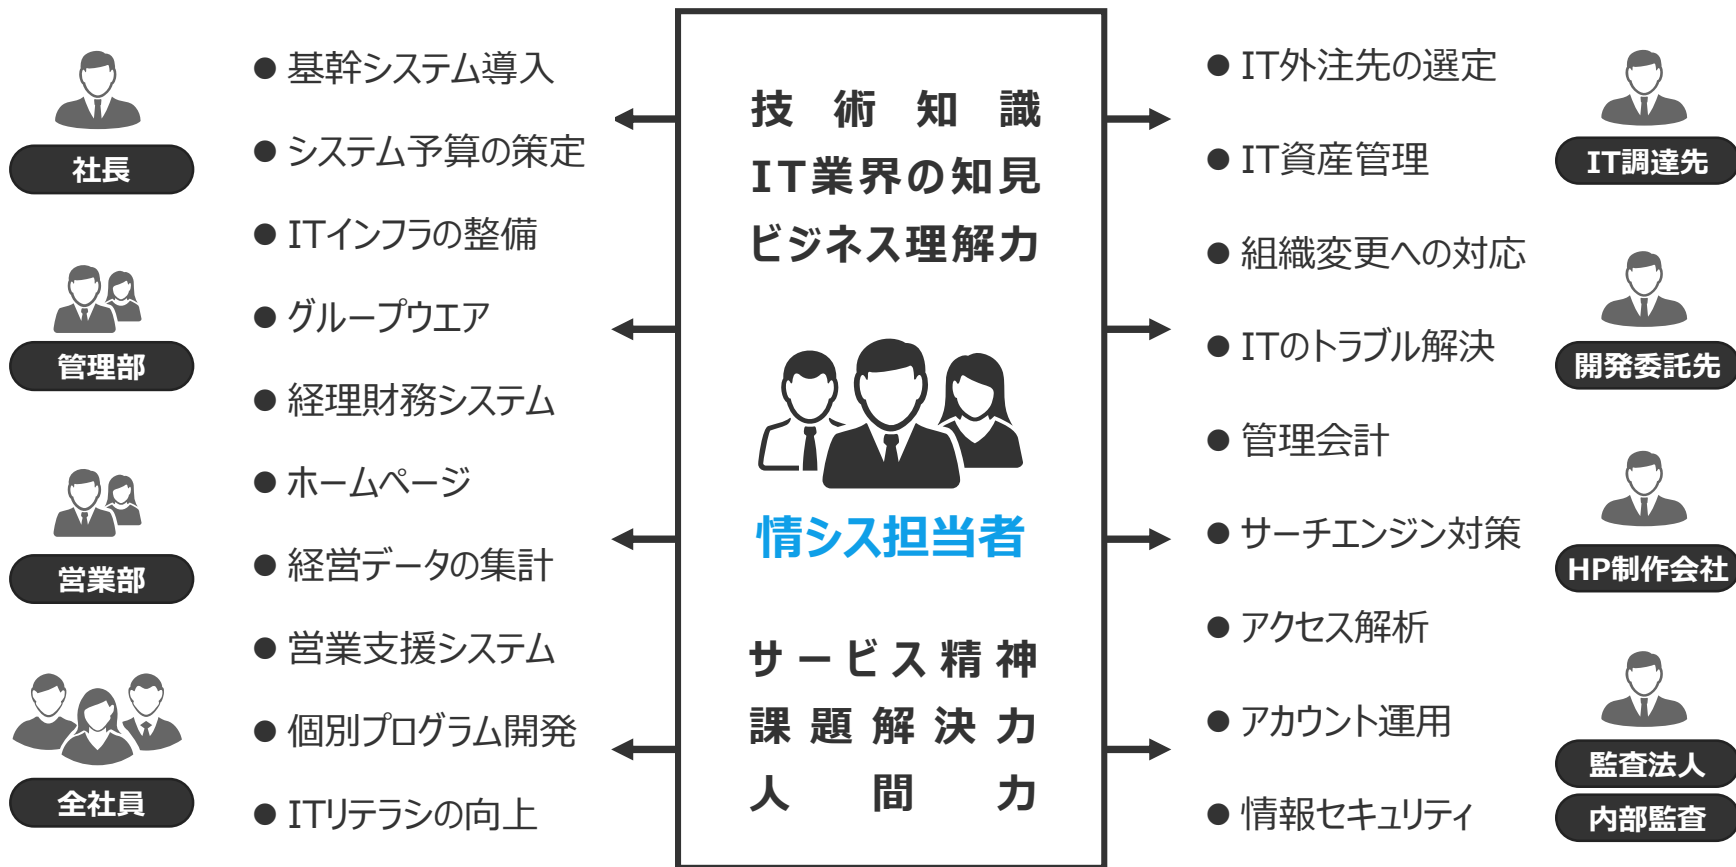 社長
管理部
営業部
全社員
基幹システム導入
システム予算の策定
ITインフラの整備
グループウエア
経理財務システム
ホームページ
経営データの集計
営業支援システム
個別プログラム開発
ITリテラシの向上
技術知識
IT業界の知見
ビジネス理解力
情シス担当者
サービス精神
課題解決力
人間力
IT外注先の選定
IT資産管理
組織変更への対応
ITのトラブル解決
管理会計
サーチエンジン対策
アクセス解析
アカウント運用
情報セキュリティ
IT調達先
開発委託先
HP制作会社
監査法人
内部監査